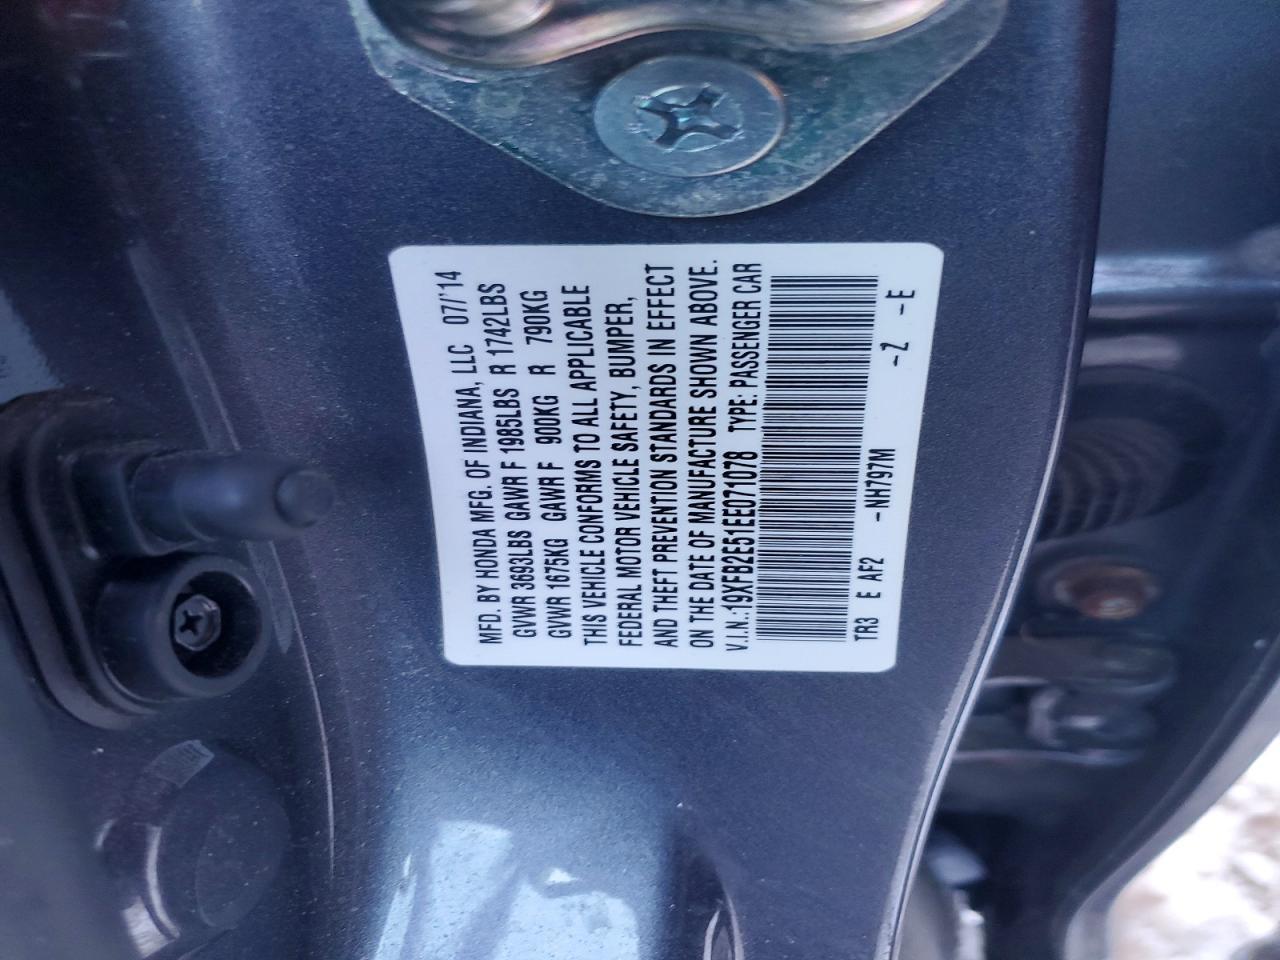 MFD. BY HONDA MFG. OF INDIANA, LLC 07/'14
GVWR 3693LBS GAWR F 1985LBS R 1742LBS
GVWR 1675KG GAWR F 900KG R 790KG
THIS VEHICLE CONFORMS TO ALL APPLICABLE
FEDERAL MOTOR VEHICLE SAFETY, BUMPER,
AND THEFT PREVENTION STANDARDS IN EFFECT
ON THE DATE OF MANUFACTURE SHOWN ABOVE.
V.I.N.:19XFB2E51EE071078 TYPE: PASSENGER CAR
TR3 E AF2 -NH797M -Z -E